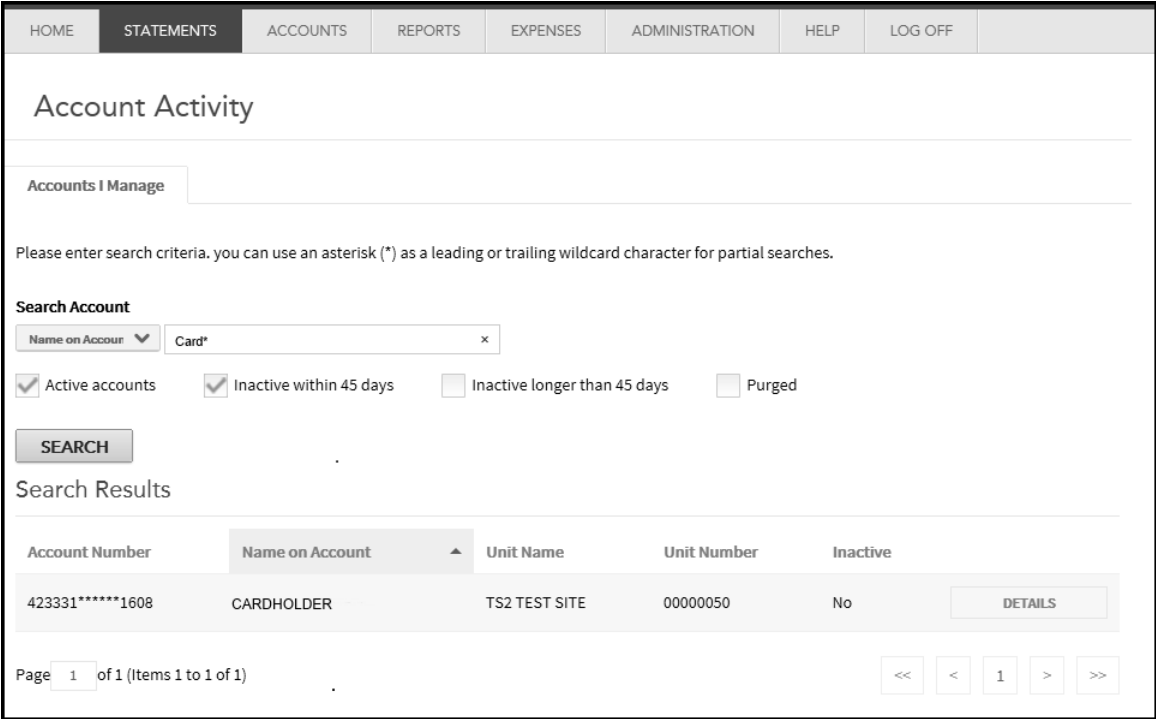 HOME STATEMENTS ACCOUNTS REPORTS EXPENSES ADMINISTRATION HELP LOG OFF
Account Activity
Accounts I Manage
Please enter search criteria. you can use an asterisk (*) as a leading or trailing wildcard character for partial searches.
Search Account
Name on Accour Card* ×
Active accounts Inactive within 45 days Inactive longer than 45 days Purged
SEARCH
Search Results
Account Number Name on Account Unit Name Unit Number Inactive
423331******1608 CARDHOLDER TS2 TEST SITE 00000050 No DETAILS
Page 1 of 1 (Items 1 to 1 of 1) << < 1 > >>